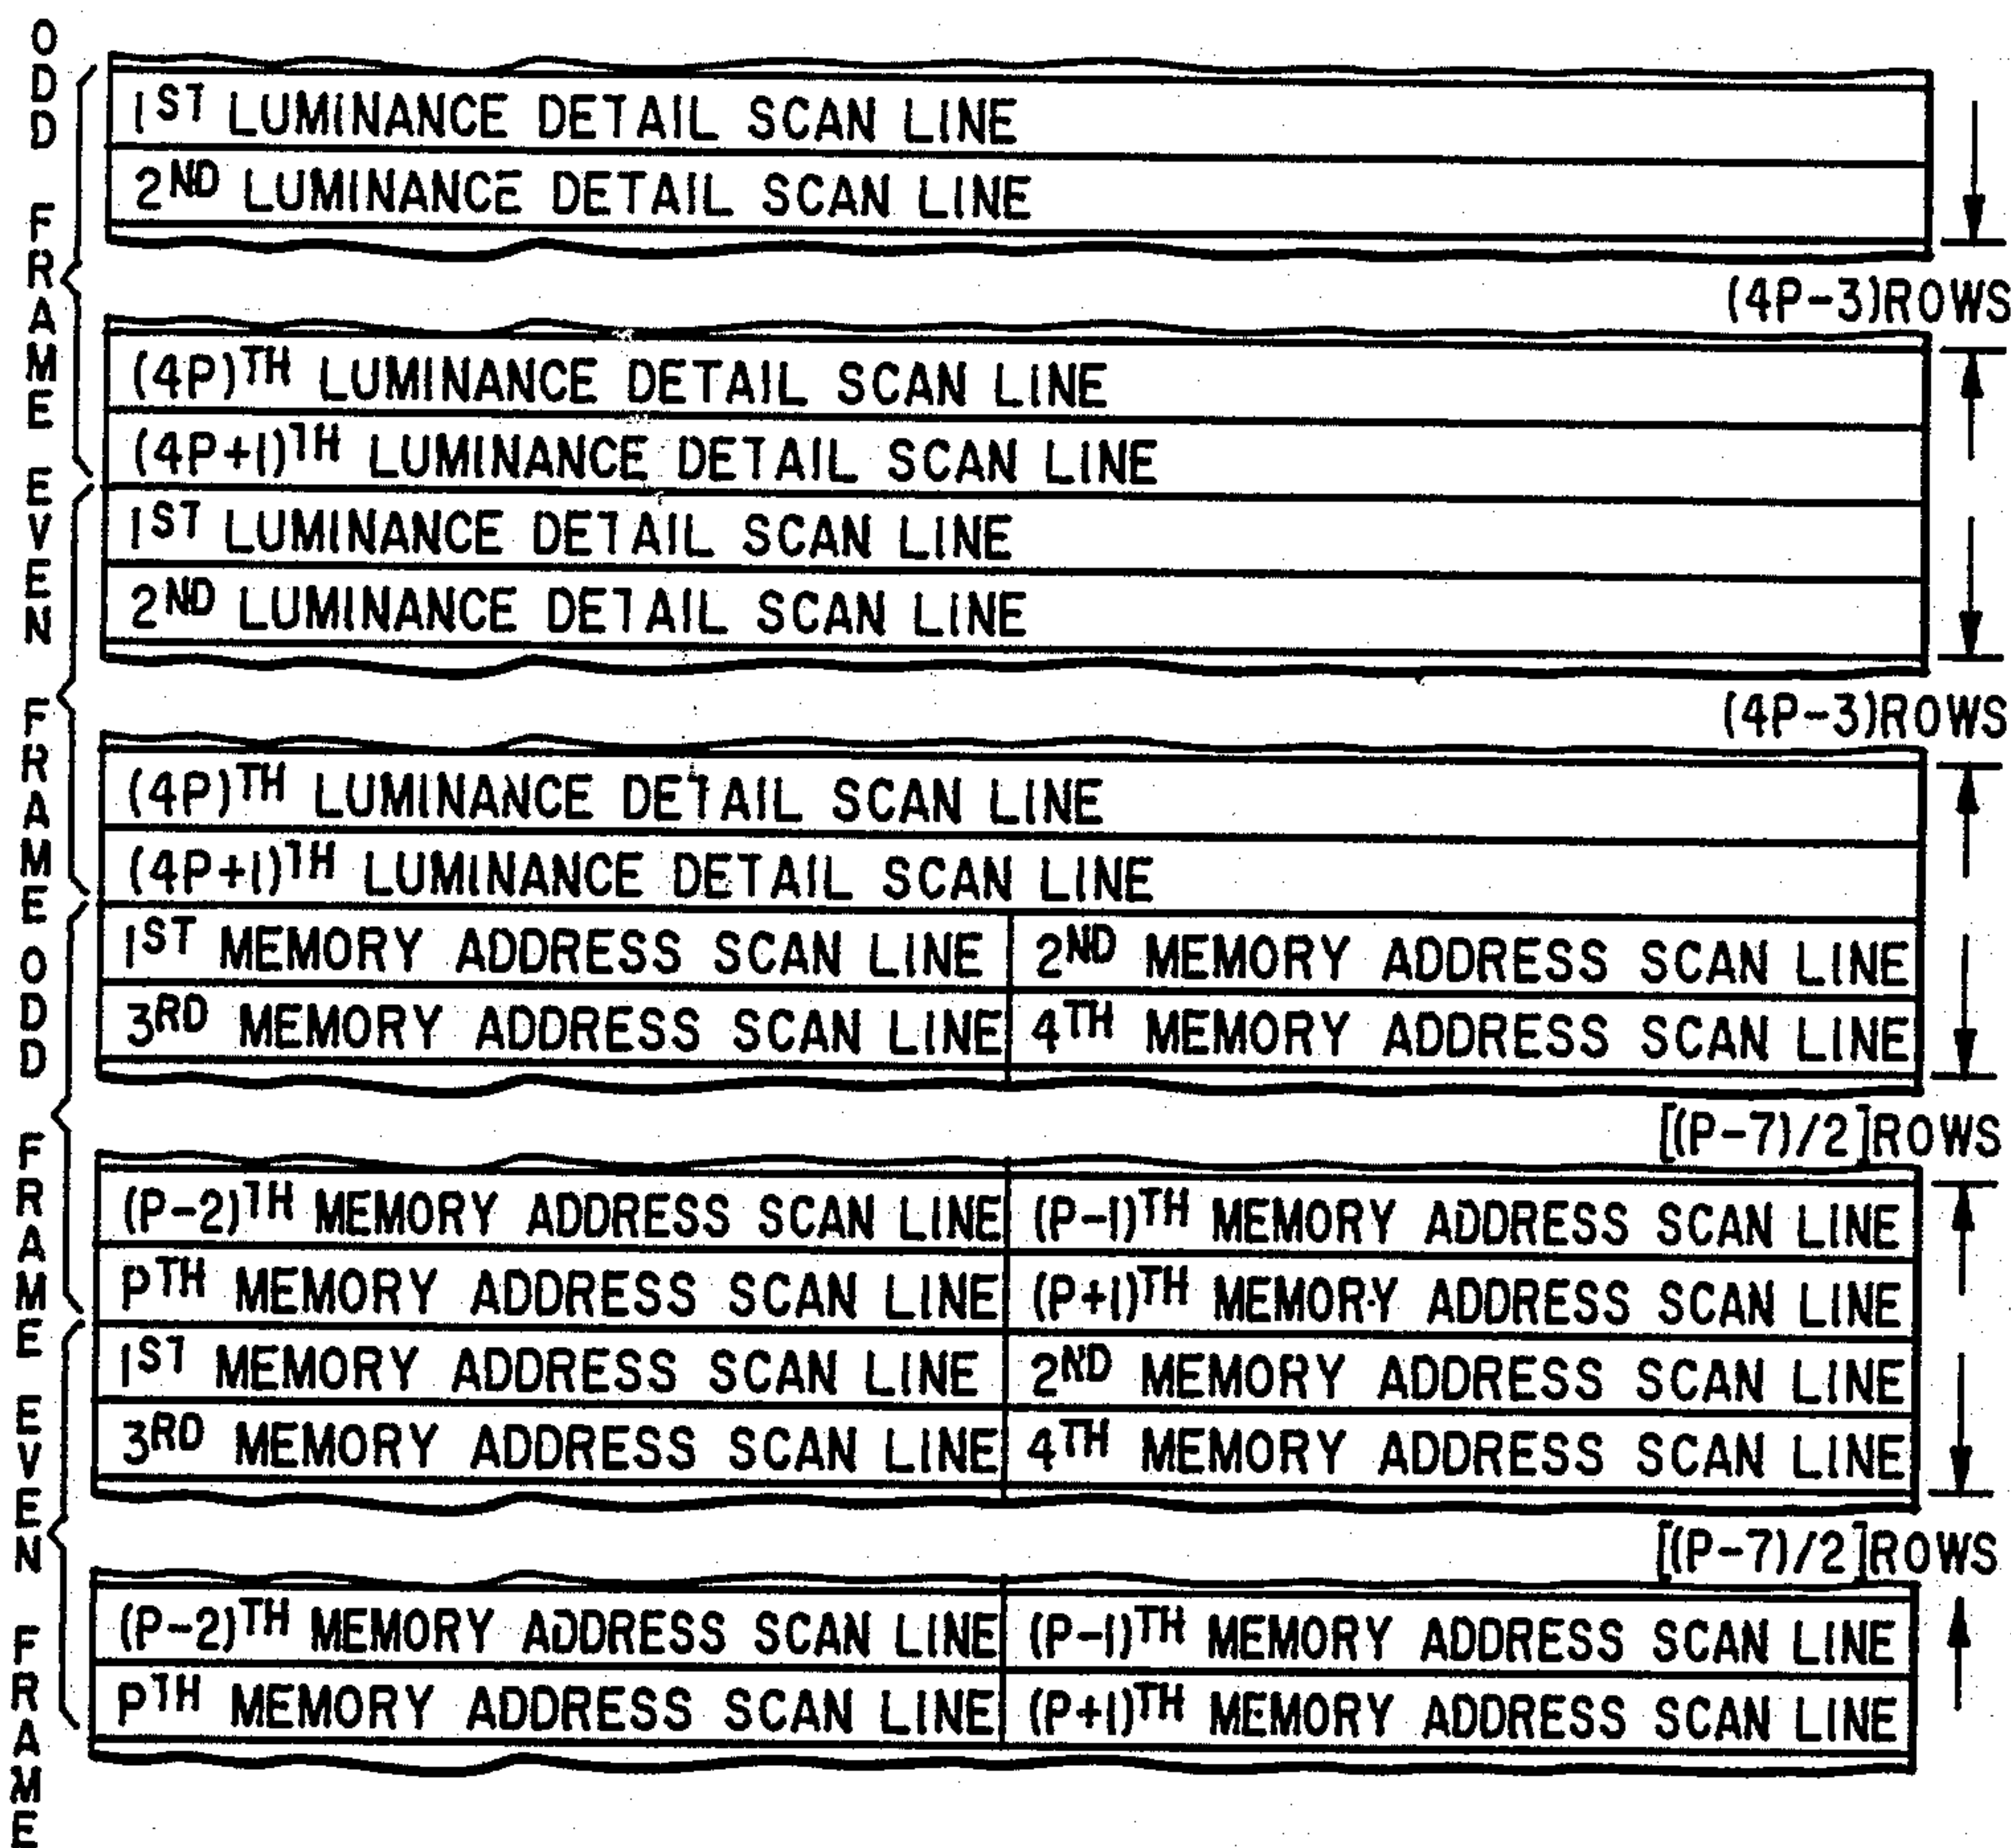 ODD FRAME
1ST LUMINANCE DETAIL SCAN LINE
2ND LUMINANCE DETAIL SCAN LINE
(4P-3)ROWS
(4P)TH LUMINANCE DETAIL SCAN LINE
(4P+1)TH LUMINANCE DETAIL SCAN LINE
EVEN FRAME
1ST LUMINANCE DETAIL SCAN LINE
2ND LUMINANCE DETAIL SCAN LINE
(4P-3)ROWS
(4P)TH LUMINANCE DETAIL SCAN LINE
(4P+1)TH LUMINANCE DETAIL SCAN LINE
ODD FRAME
1ST MEMORY ADDRESS SCAN LINE 2ND MEMORY ADDRESS SCAN LINE
3RD MEMORY ADDRESS SCAN LINE 4TH MEMORY ADDRESS SCAN LINE
[(P-7)/2]ROWS
(P-2)TH MEMORY ADDRESS SCAN LINE (P-1)TH MEMORY ADDRESS SCAN LINE
PTH MEMORY ADDRESS SCAN LINE (P+1)TH MEMORY ADDRESS SCAN LINE
EVEN FRAME
1ST MEMORY ADDRESS SCAN LINE 2ND MEMORY ADDRESS SCAN LINE
3RD MEMORY ADDRESS SCAN LINE 4TH MEMORY ADDRESS SCAN LINE
[(P-7)/2]ROWS
(P-2)TH MEMORY ADDRESS SCAN LINE (P-1)TH MEMORY ADDRESS SCAN LINE
PTH MEMORY ADDRESS SCAN LINE (P+1)TH MEMORY ADDRESS SCAN LINE